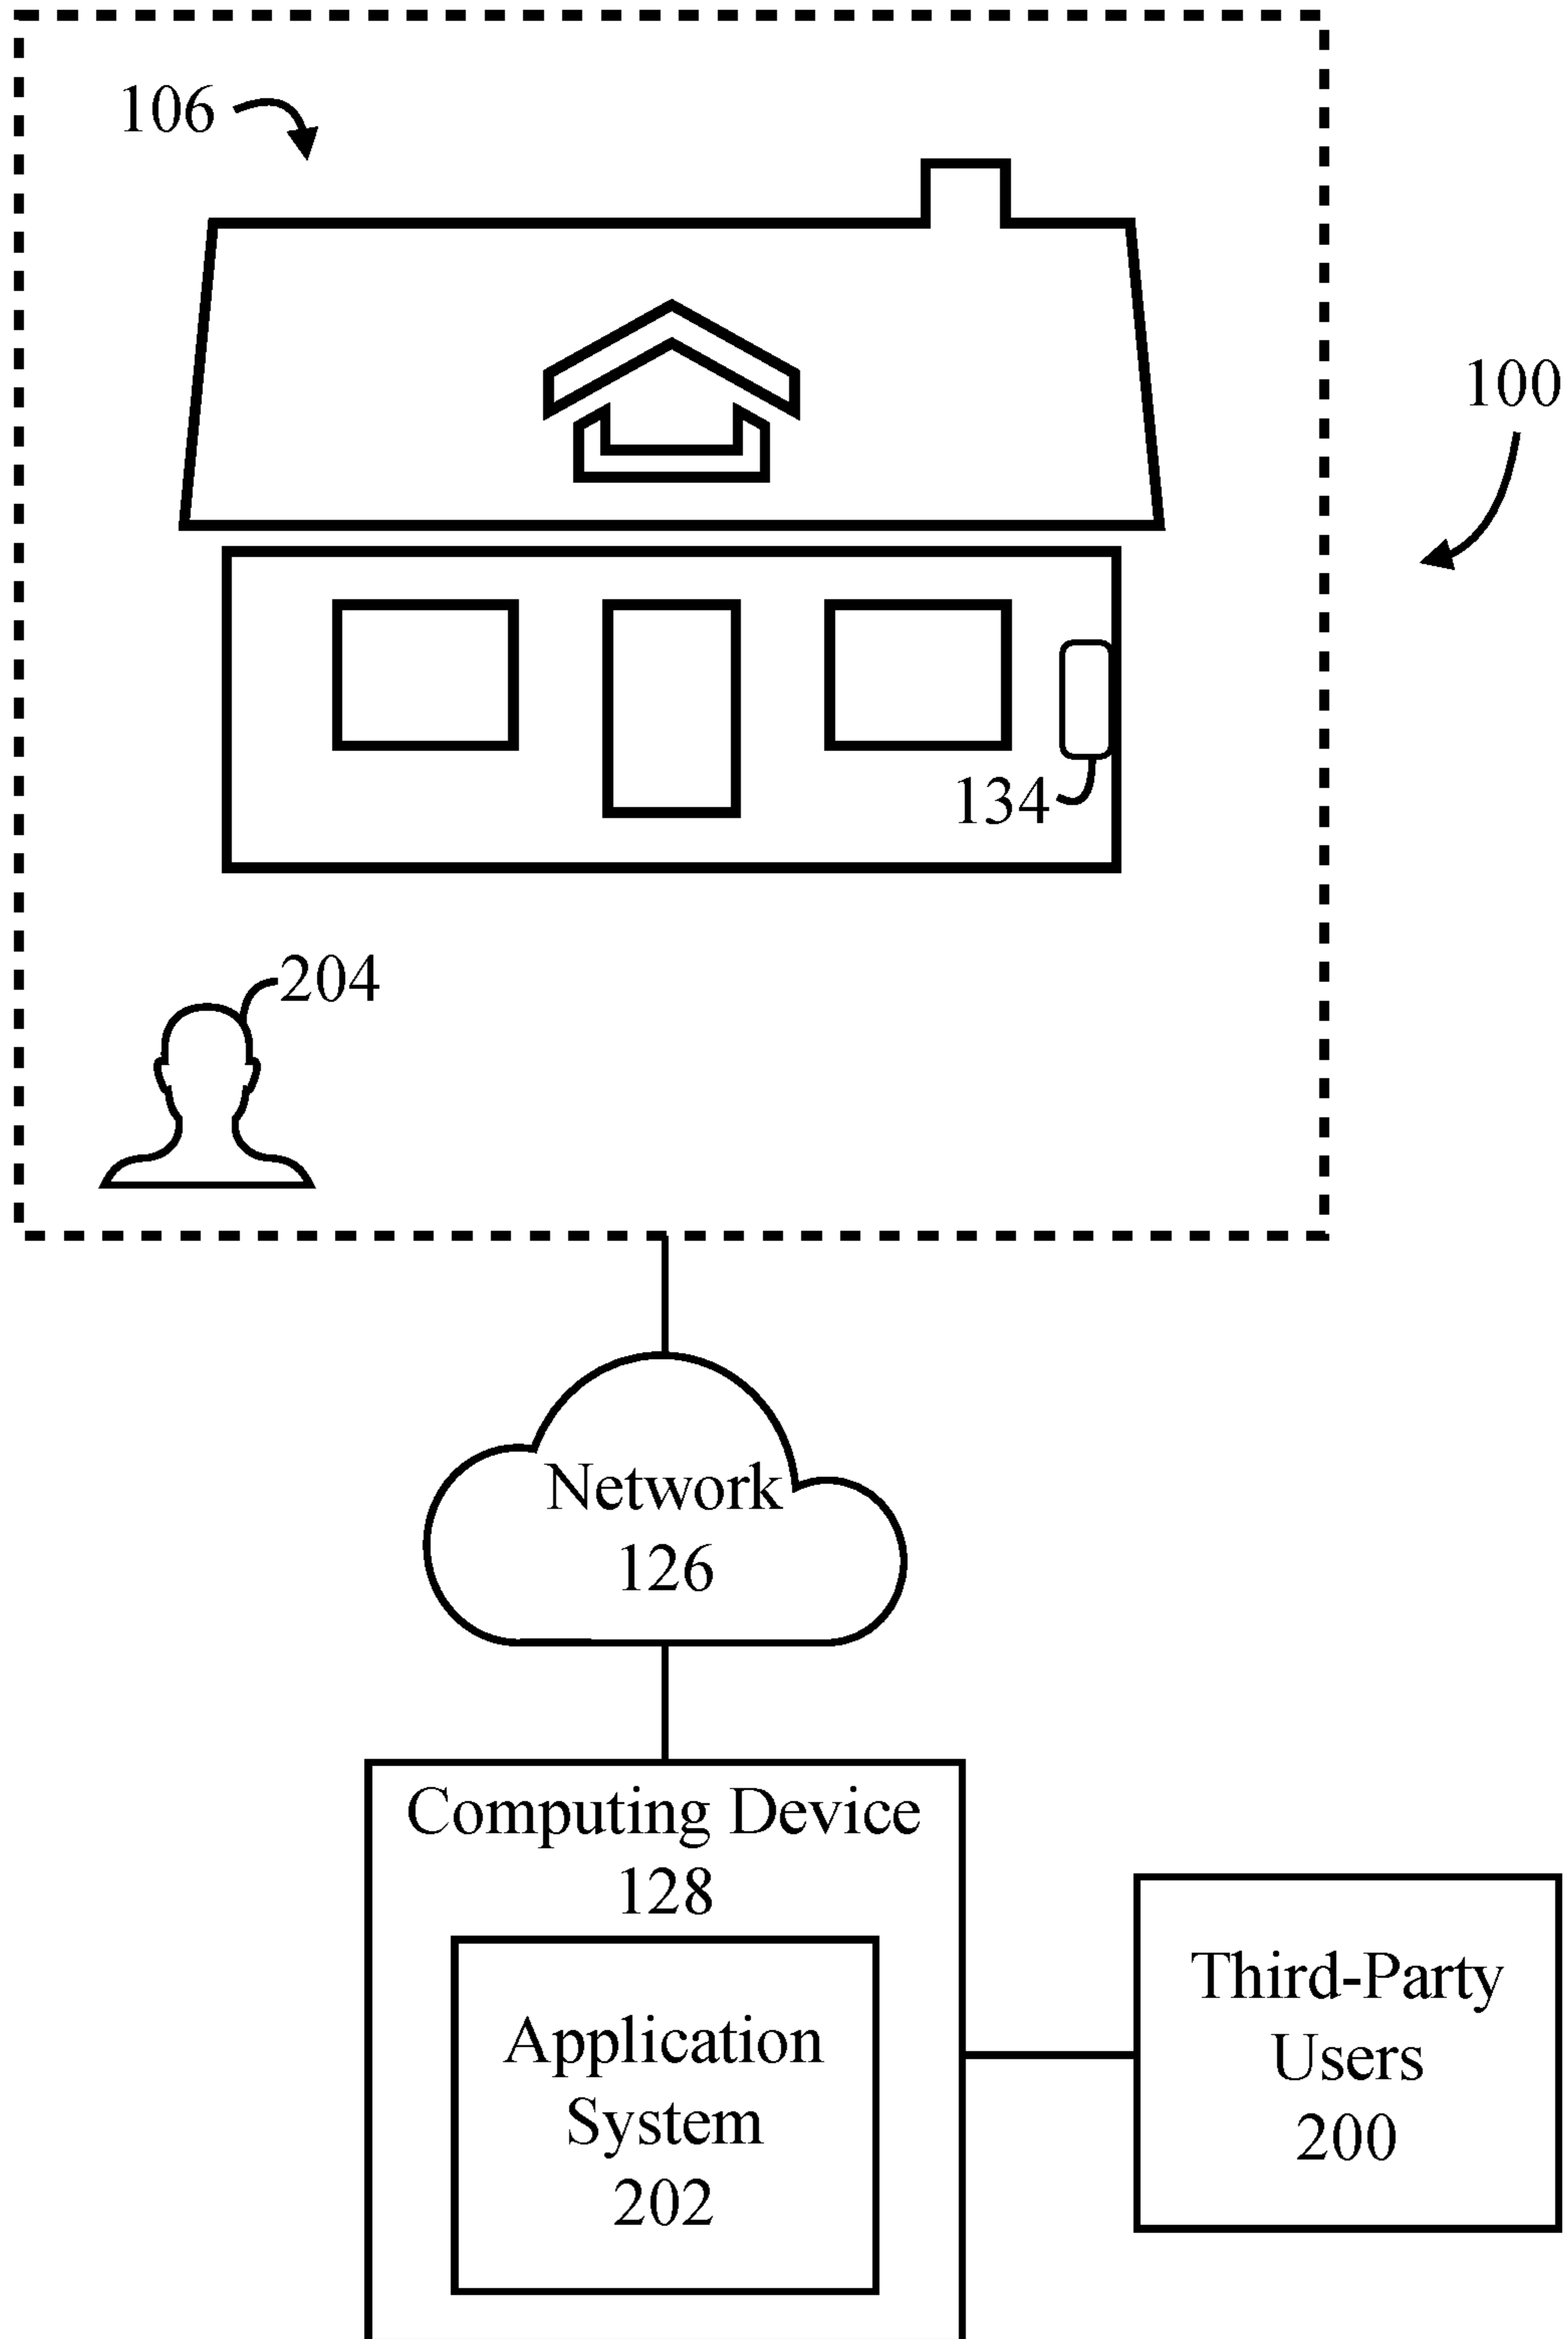 106
100
134
204
Network
126
Computing Device
128
Application
System
202
Third-Party
Users
200